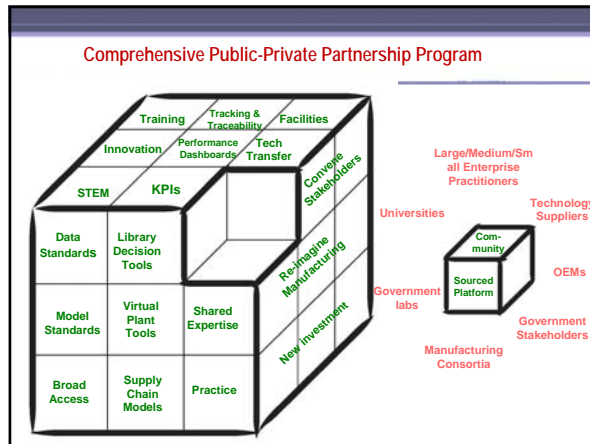 Comprehensive Public-Private Partnership Program
Training
Tracking &
Traceability
Facilities
Innovation
Performance
Dashboards
Tech
Transfer
STEM
KPIs
Convene
Stakeholders
Data
Standards
Library
Decision
Tools
Re-imagine
Manufacturing
Model
Standards
Virtual
Plant
Tools
Shared
Expertise
New investment
Broad
Access
Supply
Chain
Models
Practice
Large/Medium/Sm
all Enterprise
Practitioners
Universities
Technology
Suppliers
Com-
munity
Sourced
Platform
OEMs
Government
labs
Government
Stakeholders
Manufacturing
Consortia